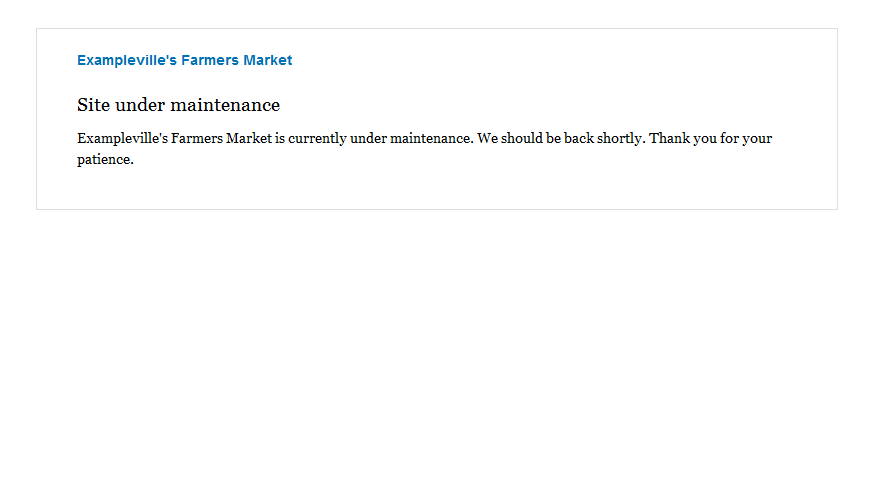 Exampleville's Farmers Market
Site under maintenance
Exampleville's Farmers Market is currently under maintenance. We should be back shortly. Thank you for your
patience.